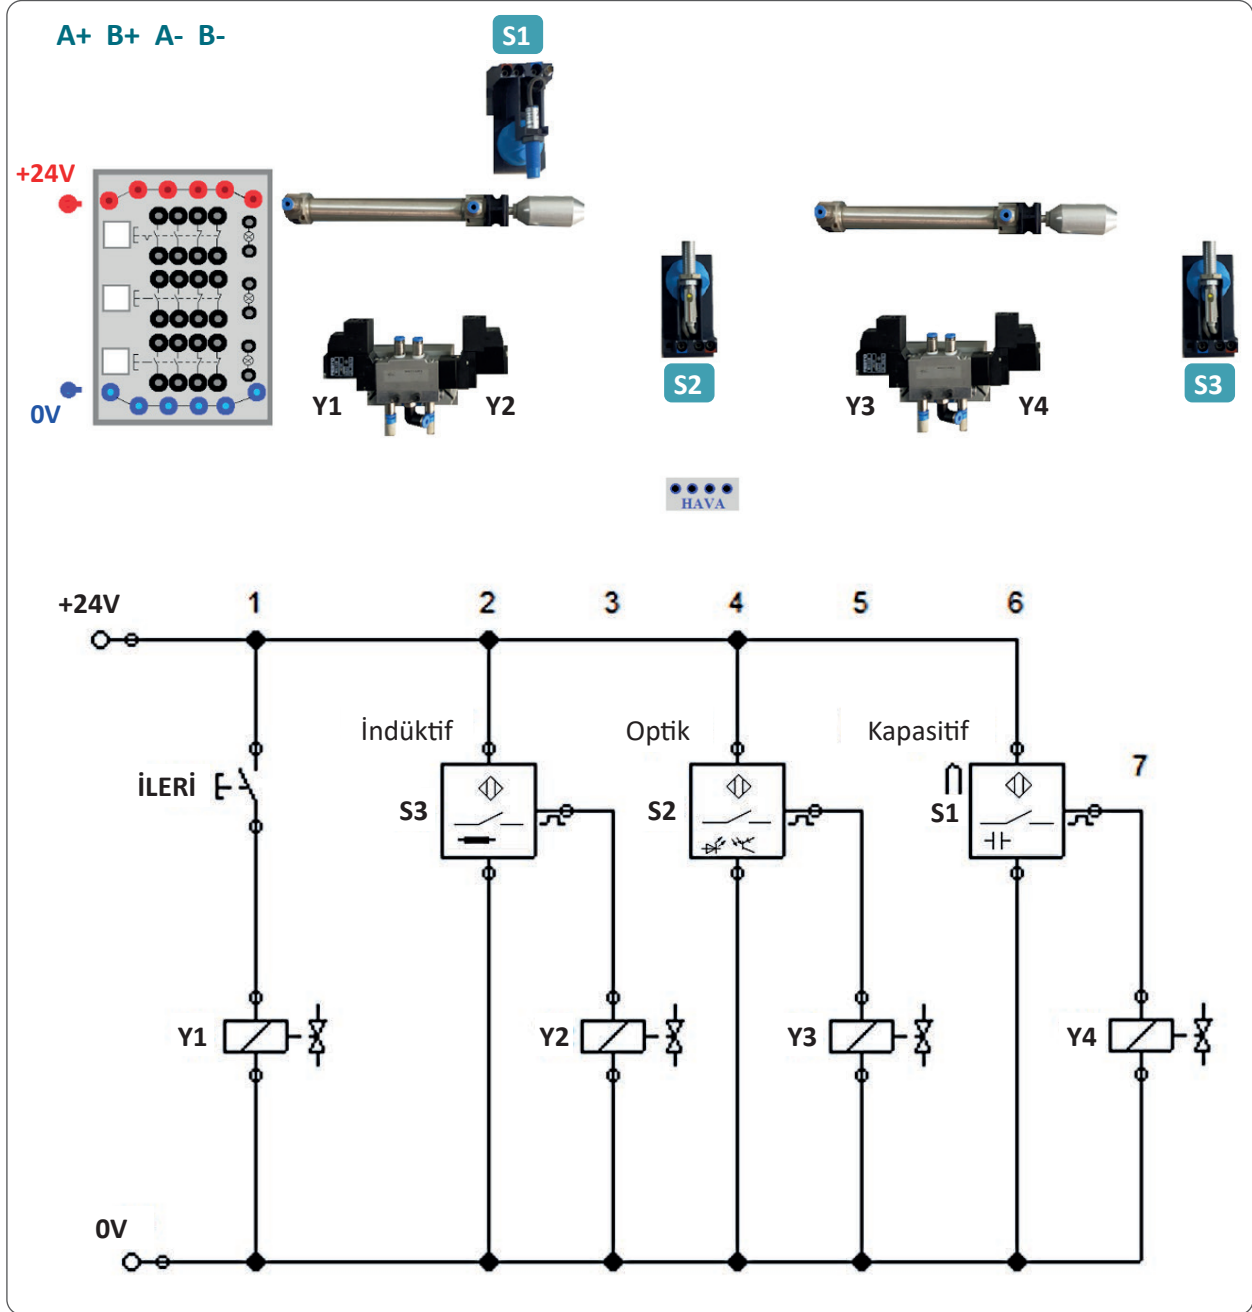 A+ B+ A- B-
S1
+24V
0V
Y1
Y2
S2
Y3
Y4
S3
HAVA
+24V
1
2
3
4
5
6
7
İndüktif
Optik
Kapasitif
İLERİ
S3
S2
S1
Y1
Y2
Y3
Y4
0V